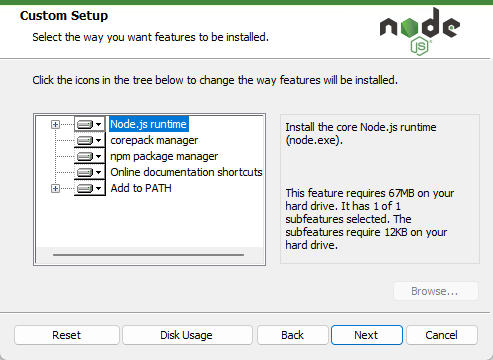 Custom Setup
Select the way you want features to be installed.
node
JS
Click the icons in the tree below to change the way features will be installed.
Node.js runtime
corepack manager
npm package manager
Online documentation shortcuts
Add to PATH
Install the core Node.js runtime
(node.exe).
This feature requires 67MB on your
hard drive. It has 1 of 1
subfeatures selected. The
subfeatures require 12KB on your
hard drive.
Browse...
Reset
Disk Usage
Back
Next
Cancel